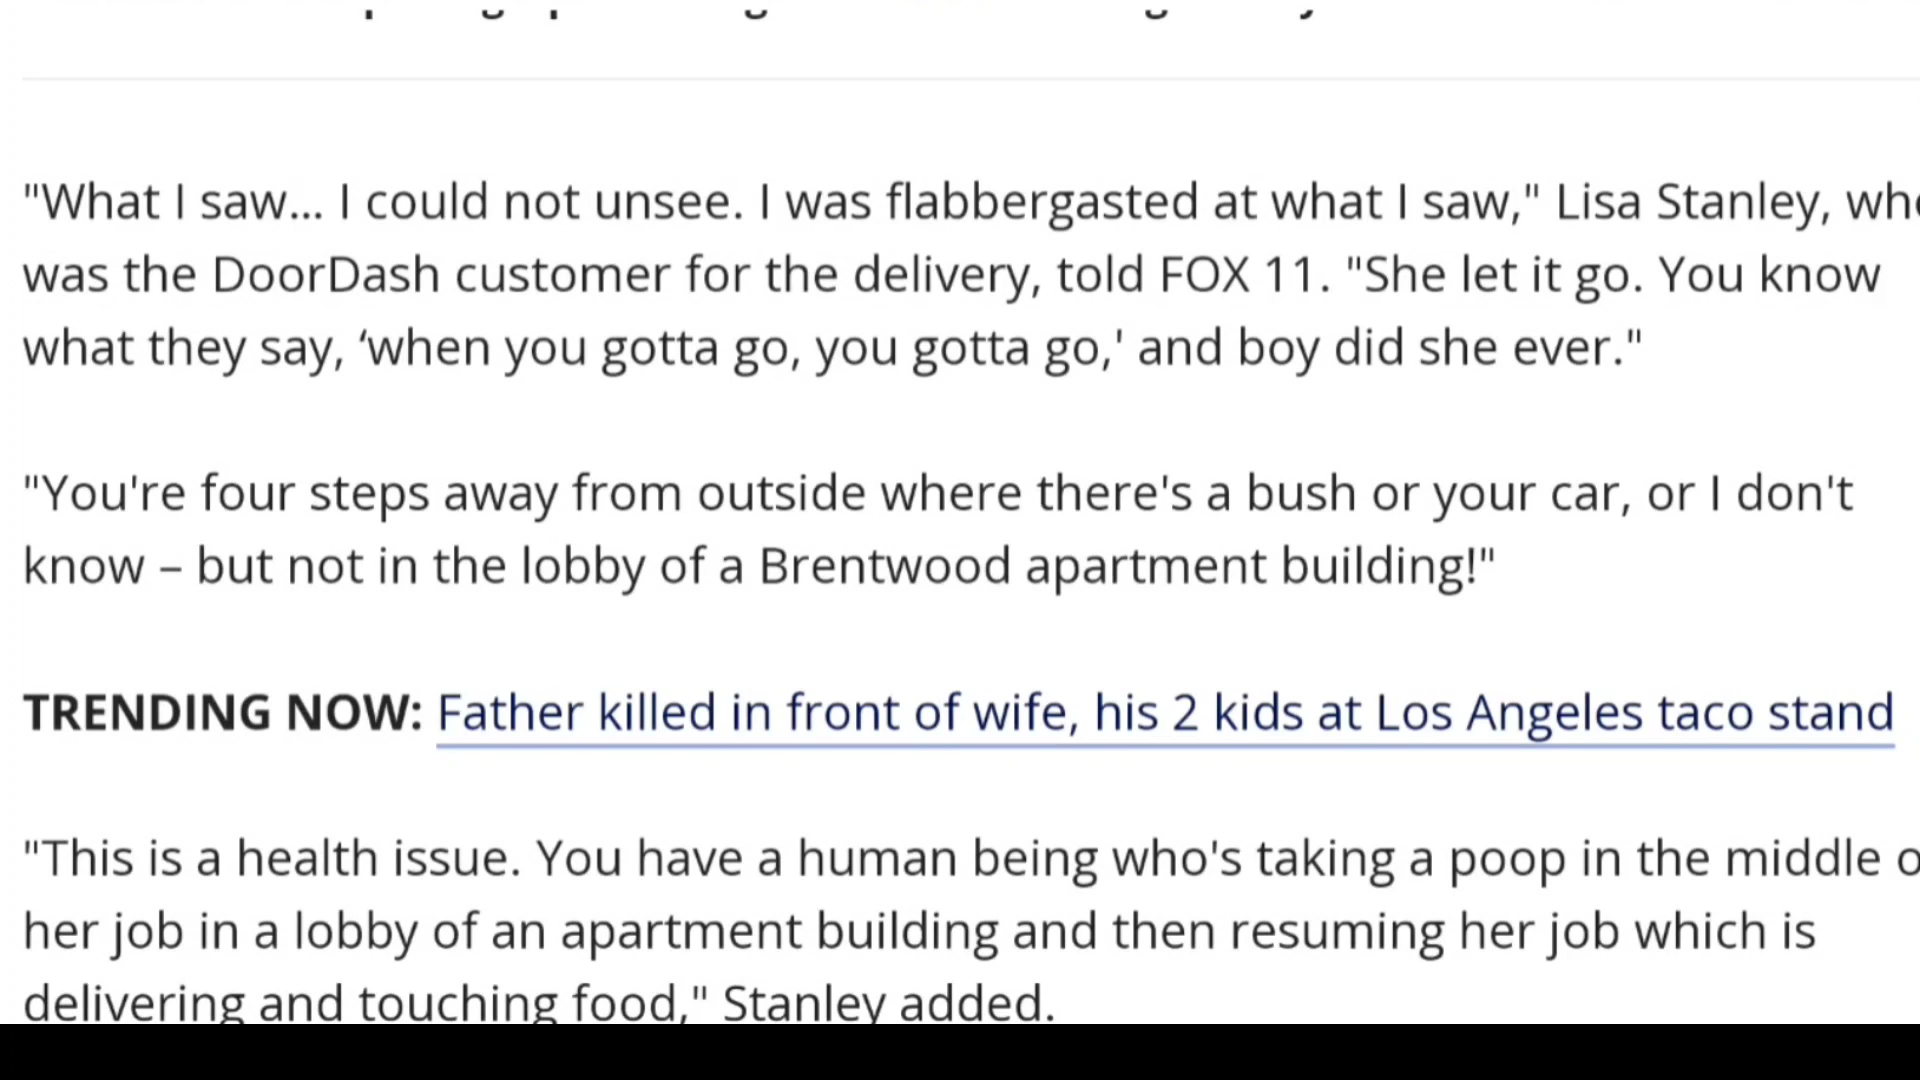 "What I saw... I could not unsee. I was flabbergasted at what I saw," Lisa Stanley,
was the DoorDash customer for the delivery, told FOX 11. "She let it go. You know
what they say, ‘when you gotta go, you gotta go,' and boy did she ever."
"You're four steps away from outside where there's a bush or your car, or I don't
know – but not in the lobby of a Brentwood apartment building!"
TRENDING NOW: Father killed in front of wife, his 2 kids at Los Angeles taco stand
"This is a health issue. You have a human being who's taking a poop in the middle
her job in a lobby of an apartment building and then resuming her job which is
delivering and touching food," Stanley added.